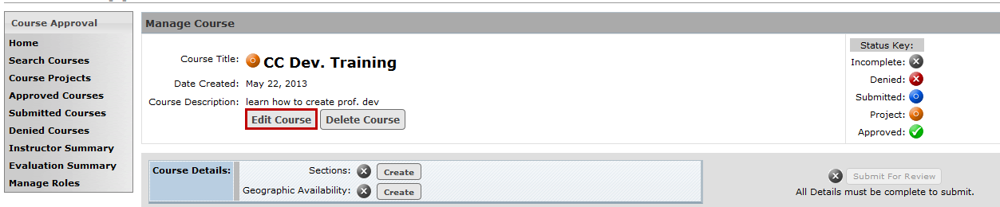 Course Approval
Home
Search Courses
Course Projects
Approved Courses
Submitted Courses
Denied Courses
Instructor Summary
Evaluation Summary
Manage Roles
Manage Course
Course Title: CC Dev. Training
Date Created: May 22, 2013
Course Description: learn how to create prof. dev
Edit Course Delete Course
Status Key:
Incomplete:
Denied:
Submitted:
Project:
Approved:
Course Details: Sections: Create
Geographic Availability: Create
Submit For Review
All Details must be complete to submit.